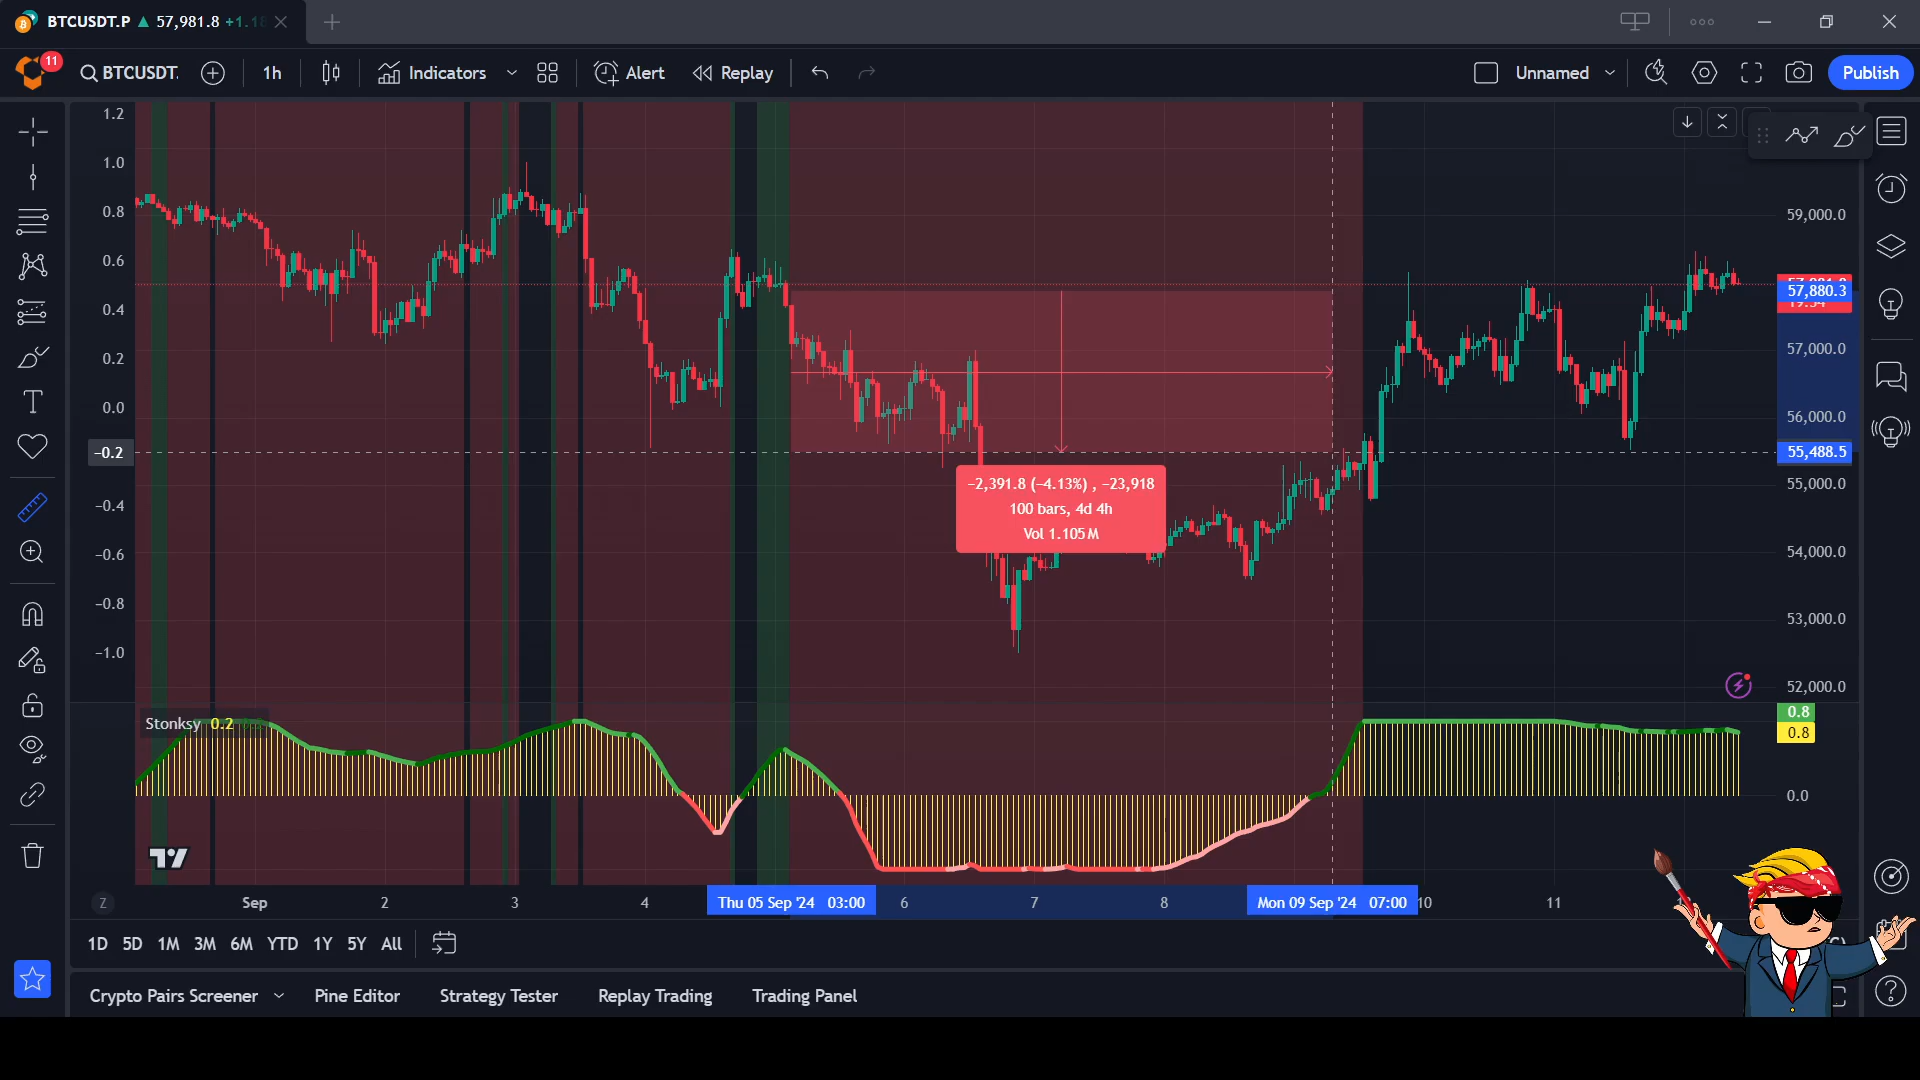 BTCUSDT.P ▲ 57,981.8
11
BTCUSDT.
1h
Indicators
Alert
Replay
Unnamed
Publish
1.2
1.0
0.8
0.6
0.4
0.2
0.0
−0.2
−0.4
−0.6
−0.8
−1.0
59,000.0
57,880.3
57,000.0
56,000.0
55,488.5
55,000.0
54,000.0
53,000.0
52,000.0
−2,391.8 (−4.13%) , −23,918
100 bars, 4d 4h
Vol 1.105M
Stonksy 0.2
0.8
0.8
0.0
Z
Sep 2 3 4 Thu 05 Sep '24 03:00 6 7 8 Mon 09 Sep '24 07:00 10 11
1D 5D 1M 3M 6M YTD 1Y 5Y All
Crypto Pairs Screener Pine Editor Strategy Tester Replay Trading Trading Panel